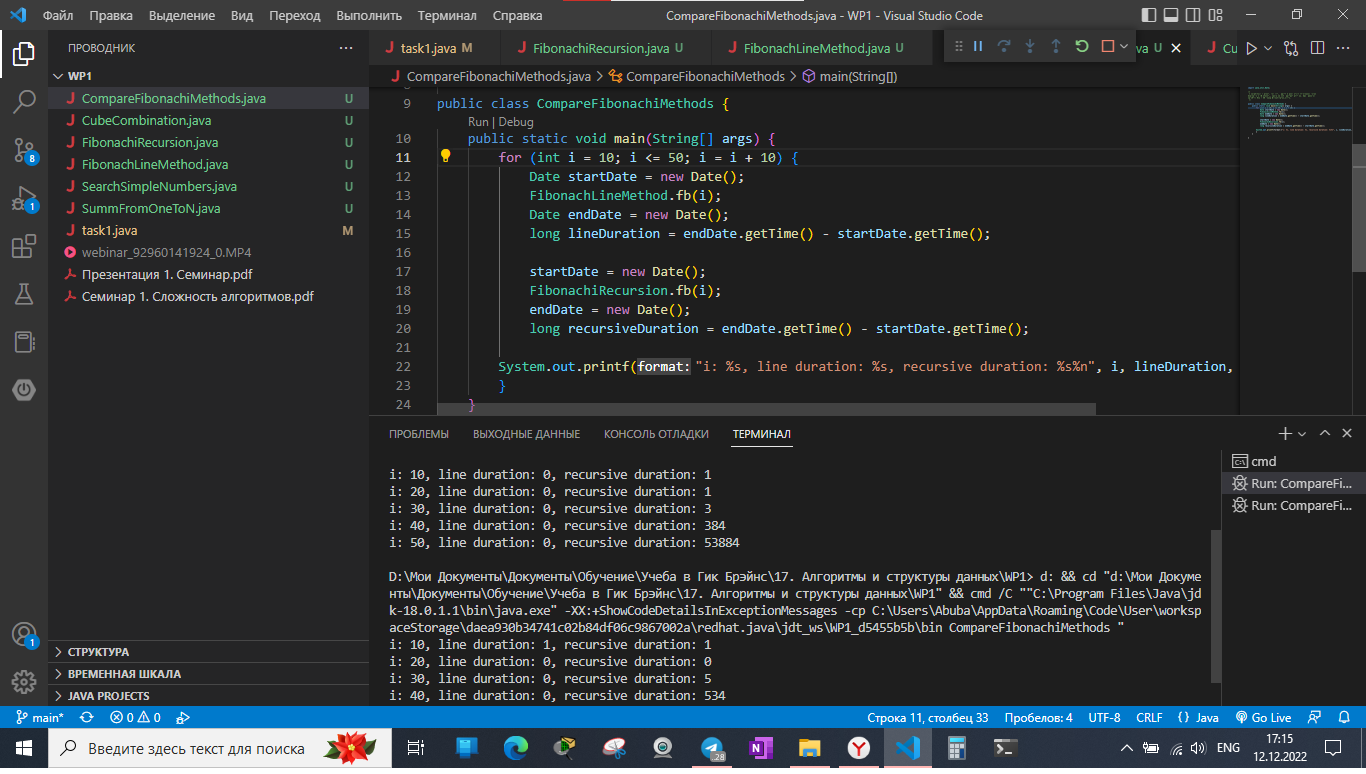 Файл Правка Выделение Вид Переход Выполнить Терминал Справка CompareFibonachiMethods.java - WP1 - Visual Studio Code
ПРОВОДНИК
WP1
CompareFibonachiMethods.java U
CubeCombination.java U
FibonachiRecursion.java U
FibonachLineMethod.java U
SearchSimpleNumbers.java U
SummFromOneToN.java U
task1.java M
webinar_92960141924_0.MP4
Презентация 1. Семинар.pdf
Семинар 1. Сложность алгоритмов.pdf
СТРУКТУРА
ВРЕМЕННАЯ ШКАЛА
JAVA PROJECTS
8
1
1
task1.java M FibonachiRecursion.java U FibonachLineMethod.java U va U Cu
CompareFibonachiMethods.java > CompareFibonachiMethods > main(String[])
9 public class CompareFibonachiMethods {
Run | Debug
10 public static void main(String[] args) {
11 for (int i = 10; i <= 50; i = i + 10) {
12 Date startDate = new Date();
13 FibonachLineMethod.fb(i);
14 Date endDate = new Date();
15 long lineDuration = endDate.getTime() - startDate.getTime();
16
17 startDate = new Date();
18 FibonachiRecursion.fb(i);
19 endDate = new Date();
20 long recursiveDuration = endDate.getTime() - startDate.getTime();
21
22 System.out.printf(format: "i: %s, line duration: %s, recursive duration: %s%n", i, lineDuration,
23 }
24 }
ПРОБЛЕМЫ ВЫХОДНЫЕ ДАННЫЕ КОНСОЛЬ ОТЛАДКИ ТЕРМИНАЛ
i: 10, line duration: 0, recursive duration: 1
i: 20, line duration: 0, recursive duration: 1
i: 30, line duration: 0, recursive duration: 3
i: 40, line duration: 0, recursive duration: 384
i: 50, line duration: 0, recursive duration: 53884
D:\Мои Документы\Документы\Обучение\Учеба в Гик Брэйнс\17. Алгоритмы и структуры данных\WP1> d: && cd "d:\Мои Докуме
нты\Документы\Обучение\Учеба в Гик Брэйнс\17. Алгоритмы и структуры данных\WP1" && cmd /C ""C:\Program Files\Java\jd
k-18.0.1.1\bin\java.exe" -XX:+ShowCodeDetailsInExceptionMessages -cp C:\Users\Abuba\AppData\Roaming\Code\User\worksp
aceStorage\daea930b34741c02b84df06c9867002a\redhat.java\jdt_ws\WP1_d5455b5b\bin CompareFibonachiMethods "
i: 10, line duration: 1, recursive duration: 1
i: 20, line duration: 0, recursive duration: 0
i: 30, line duration: 0, recursive duration: 5
i: 40, line duration: 0, recursive duration: 534
cmd
Run: CompareFi...
Run: CompareFi...
main* 0 0 Строка 11, столбец 33 Пробелов: 4 UTF-8 CRLF {} Java Go Live
Введите здесь текст для поиска 28 ENG 17:15
12.12.2022